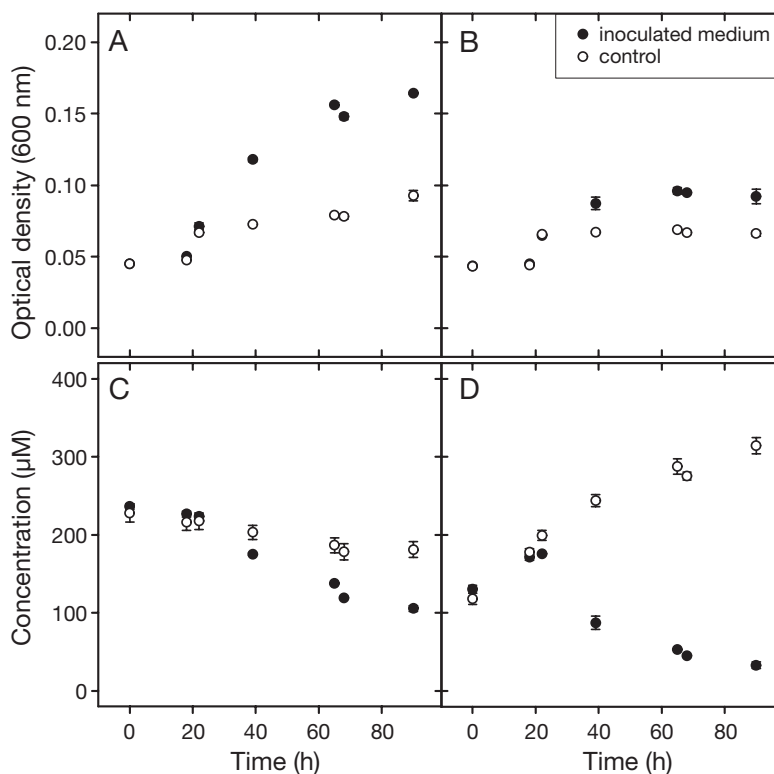 A
B
inoculated medium
control
Optical density (600 nm)
0.20
0.15
0.10
0.05
0.00
C
D
Concentration (µM)
400
300
200
100
0
0 20 40 60 80
0 20 40 60 80
Time (h)
Time (h)